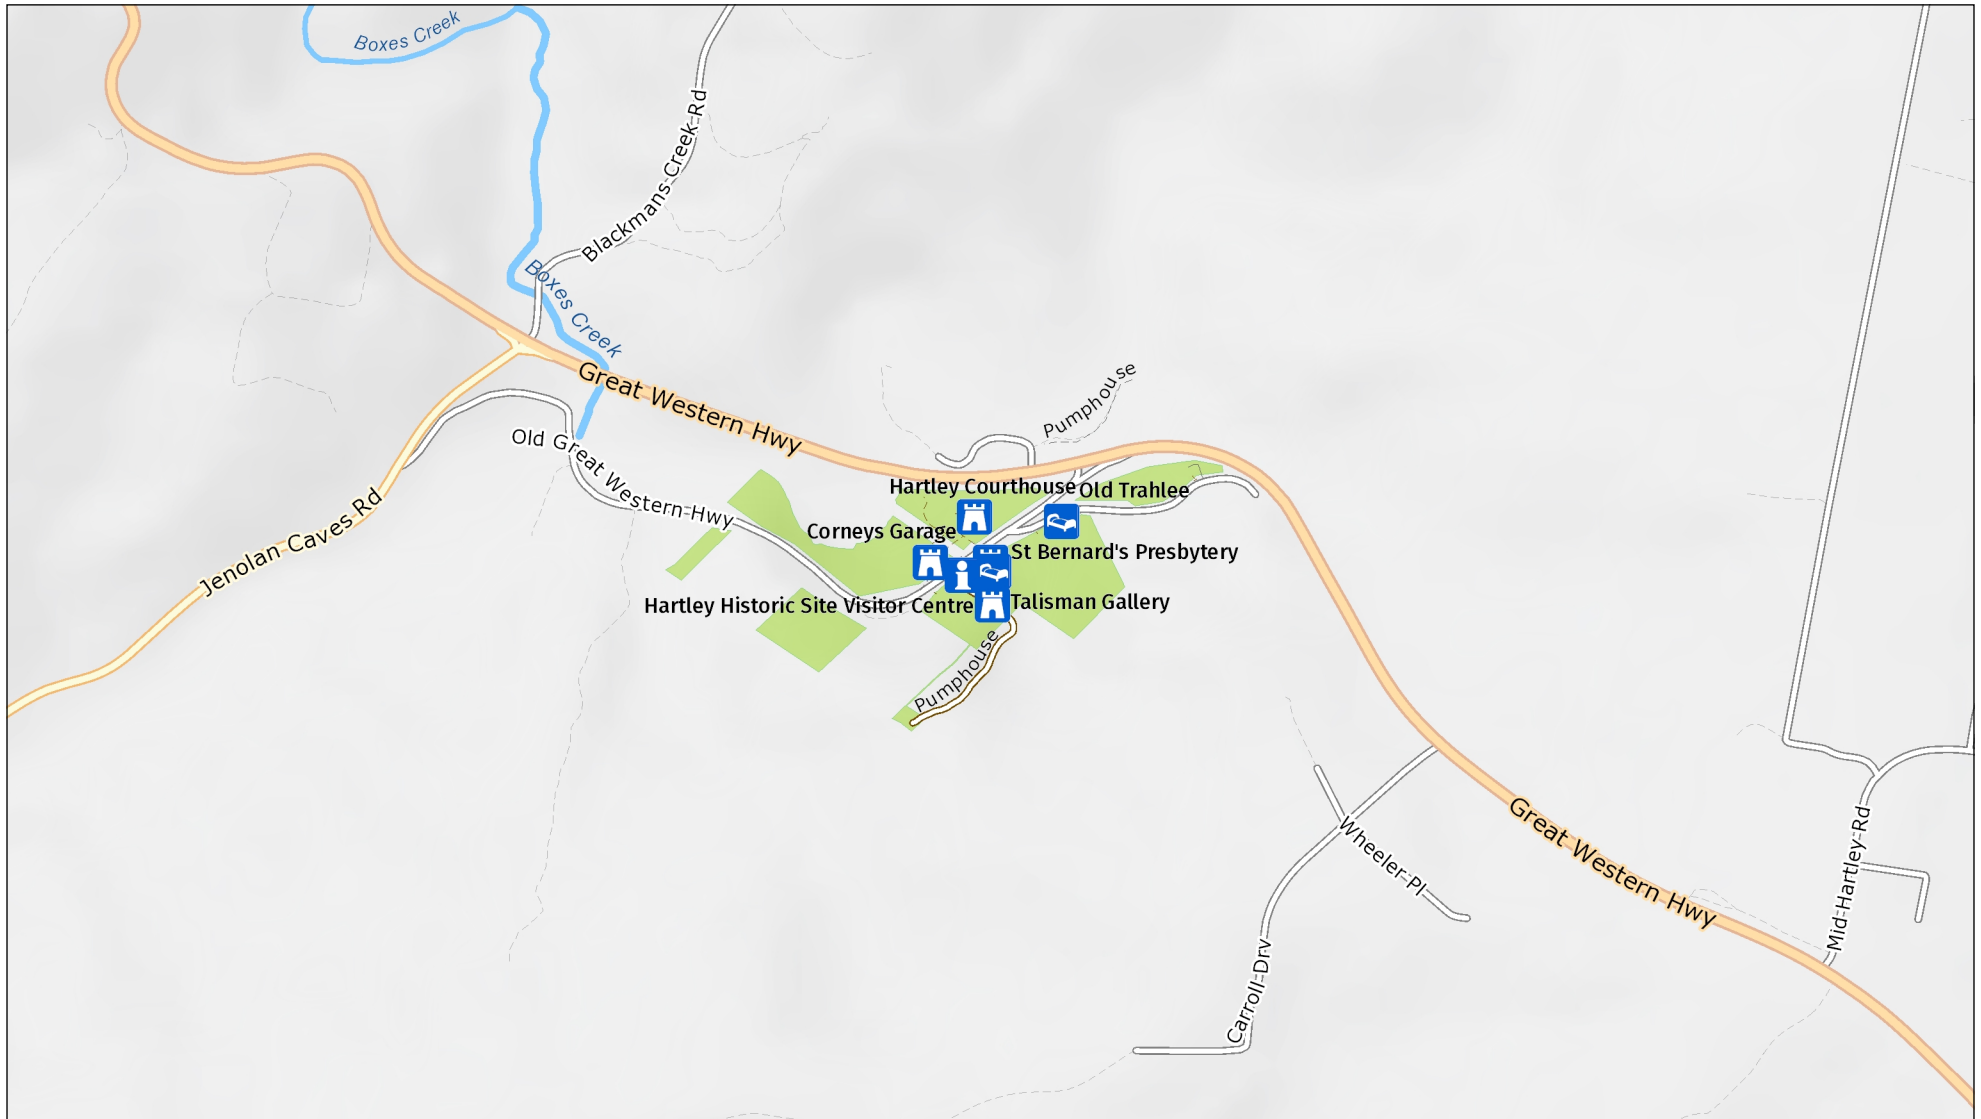 Boxes Creek
Blackmans Creek Rd
Boxes Creek
Great Western Hwy
Pumphouse
Old Great Western Hwy
Jenolan Caves Rd
Hartley Courthouse
Old Trahlee
Corneys Garage
St Bernard's Presbytery
Hartley Historic Site Visitor Centre
Talisman Gallery
Pumphouse
Great Western Hwy
Wheeler Pl
Mid Hartley Rd
Carroll Drv